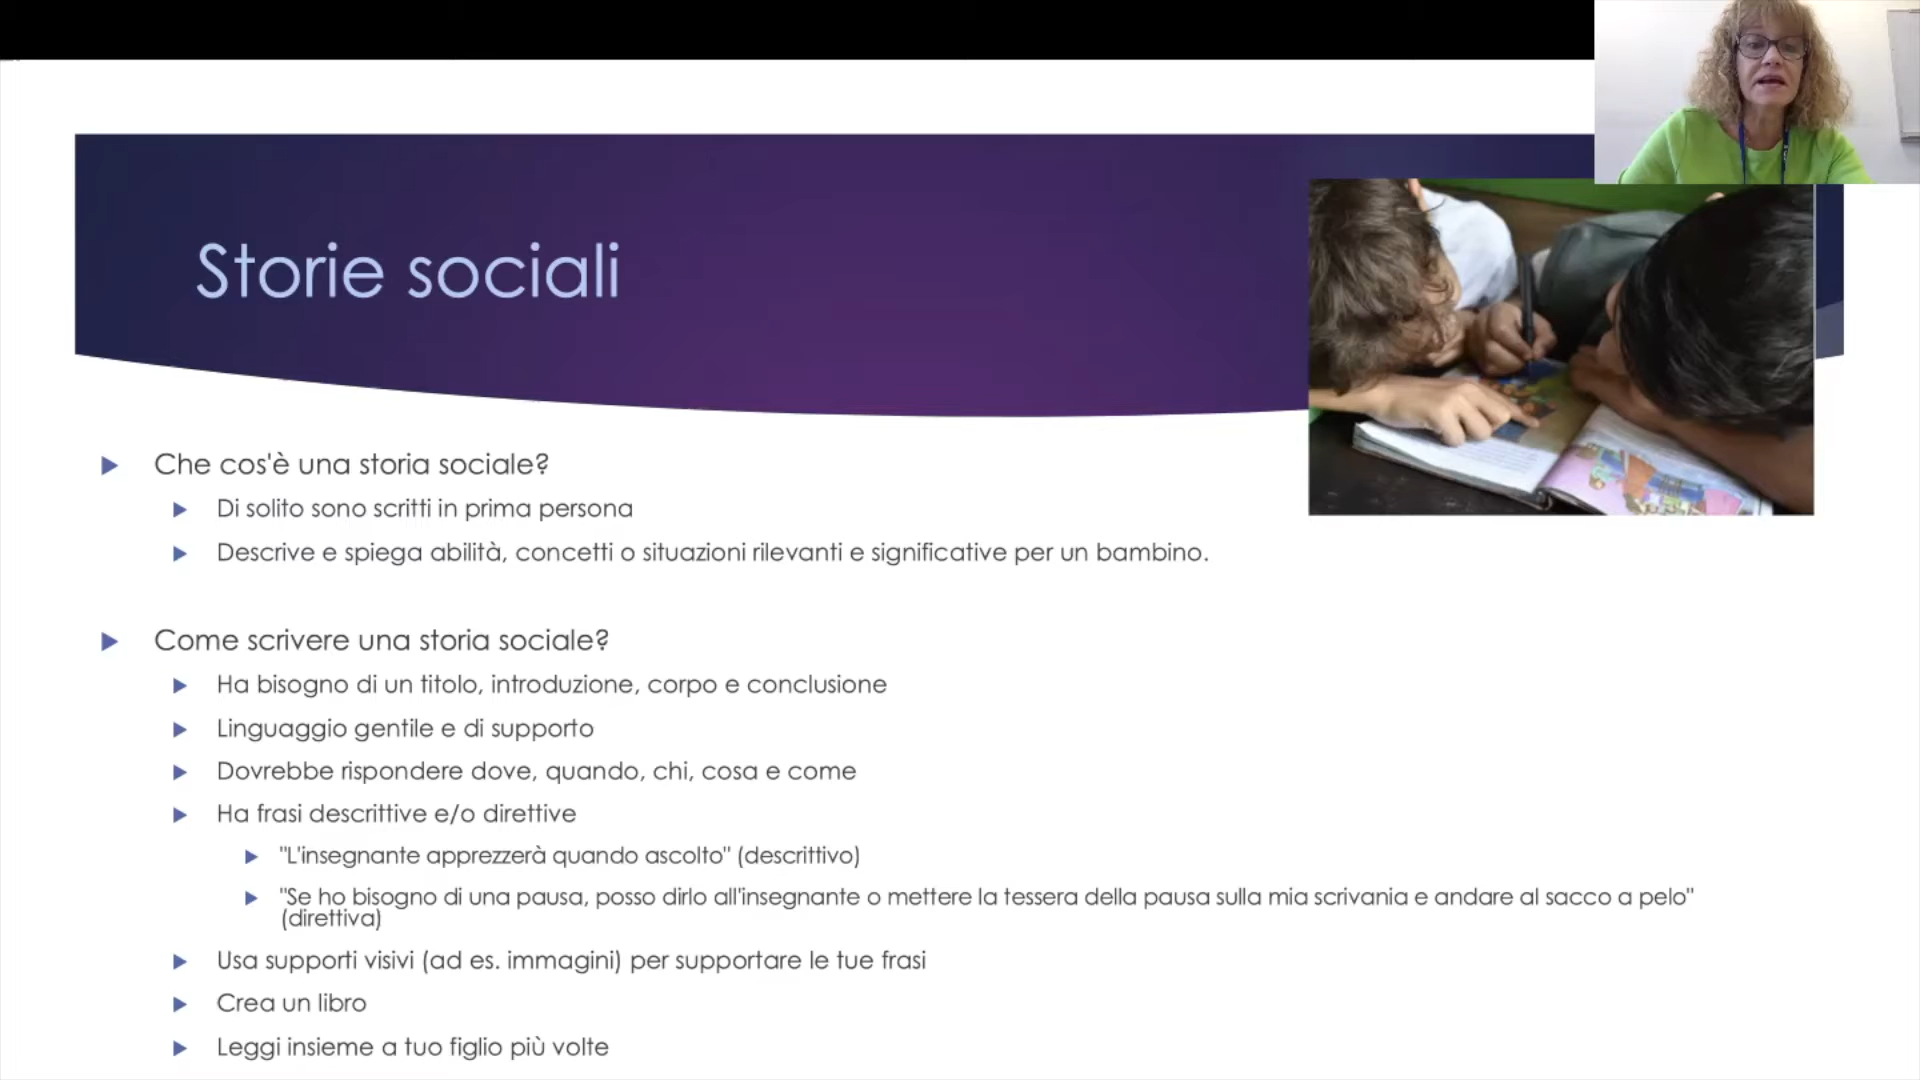 Storie sociali
Che cos'è una storia sociale?
Di solito sono scritti in prima persona
Descrive e spiega abilità, concetti o situazioni rilevanti e significative per un bambino.
Come scrivere una storia sociale?
Ha bisogno di un titolo, introduzione, corpo e conclusione
Linguaggio gentile e di supporto
Dovrebbe rispondere dove, quando, chi, cosa e come
Ha frasi descrittive e/o direttive
"L'insegnante apprezzerà quando ascolto" (descrittivo)
"Se ho bisogno di una pausa, posso dirlo all'insegnante o mettere la tessera della pausa sulla mia scrivania e andare al sacco a pelo"
(direttiva)
Usa supporti visivi (ad es. immagini) per supportare le tue frasi
Crea un libro
Leggi insieme a tuo figlio più volte